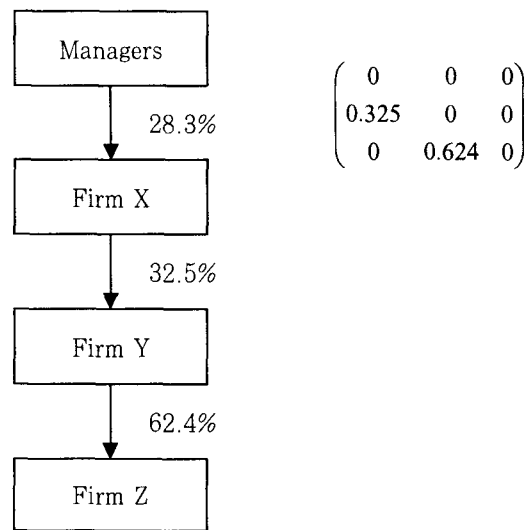 Managers
28.3%
Firm X
32.5%
Firm Y
62.4%
Firm Z
0 0 0
0.325 0 0
0 0.624 0